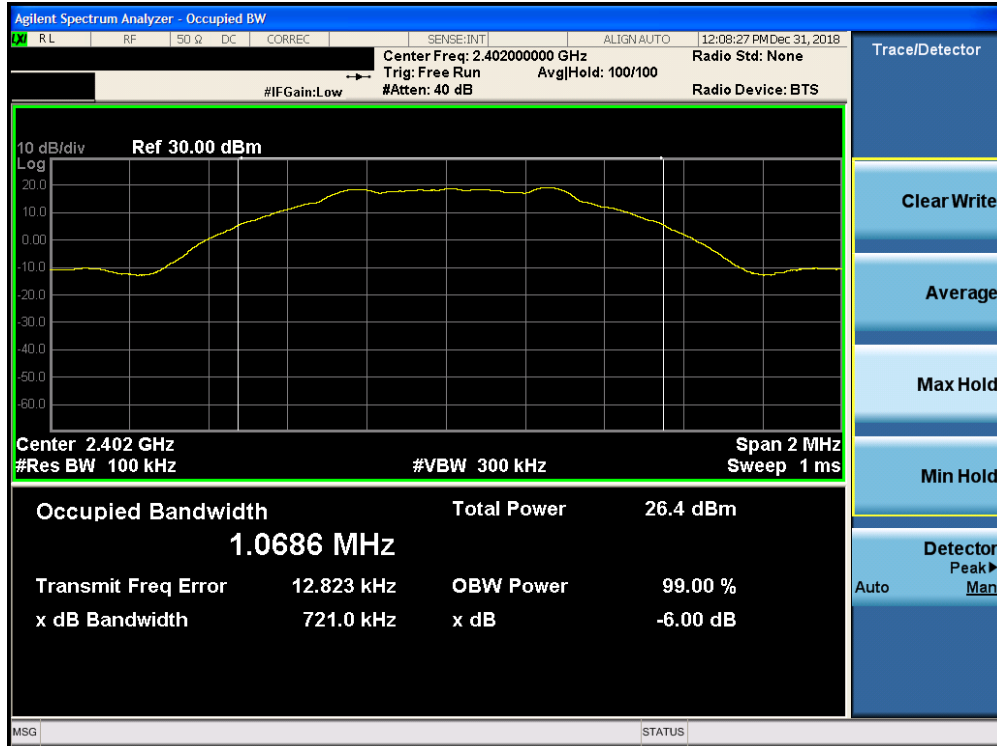 Agilent Spectrum Analyzer - Occupied BW
LXI RL RF 50 Ω DC CORREC SENSE:INT ALIGN AUTO 12:08:27 PM Dec 31, 2018
Center Freq: 2.402000000 GHz Radio Std: None
Trig: Free Run Avg|Hold: 100/100
#IFGain:Low #Atten: 40 dB Radio Device: BTS
Trace/Detector
10 dB/div Ref 30.00 dBm
Log
20.0
10.0
0.00
-10.0
-20.0
-30.0
-40.0
-50.0
-60.0
Center 2.402 GHz Span 2 MHz
#Res BW 100 kHz #VBW 300 kHz Sweep 1 ms
Occupied Bandwidth Total Power 26.4 dBm
1.0686 MHz
Transmit Freq Error 12.823 kHz OBW Power 99.00 %
x dB Bandwidth 721.0 kHz x dB -6.00 dB
Clear Write
Average
Max Hold
Min Hold
Detector
Peak▶
Auto Man
MSG STATUS